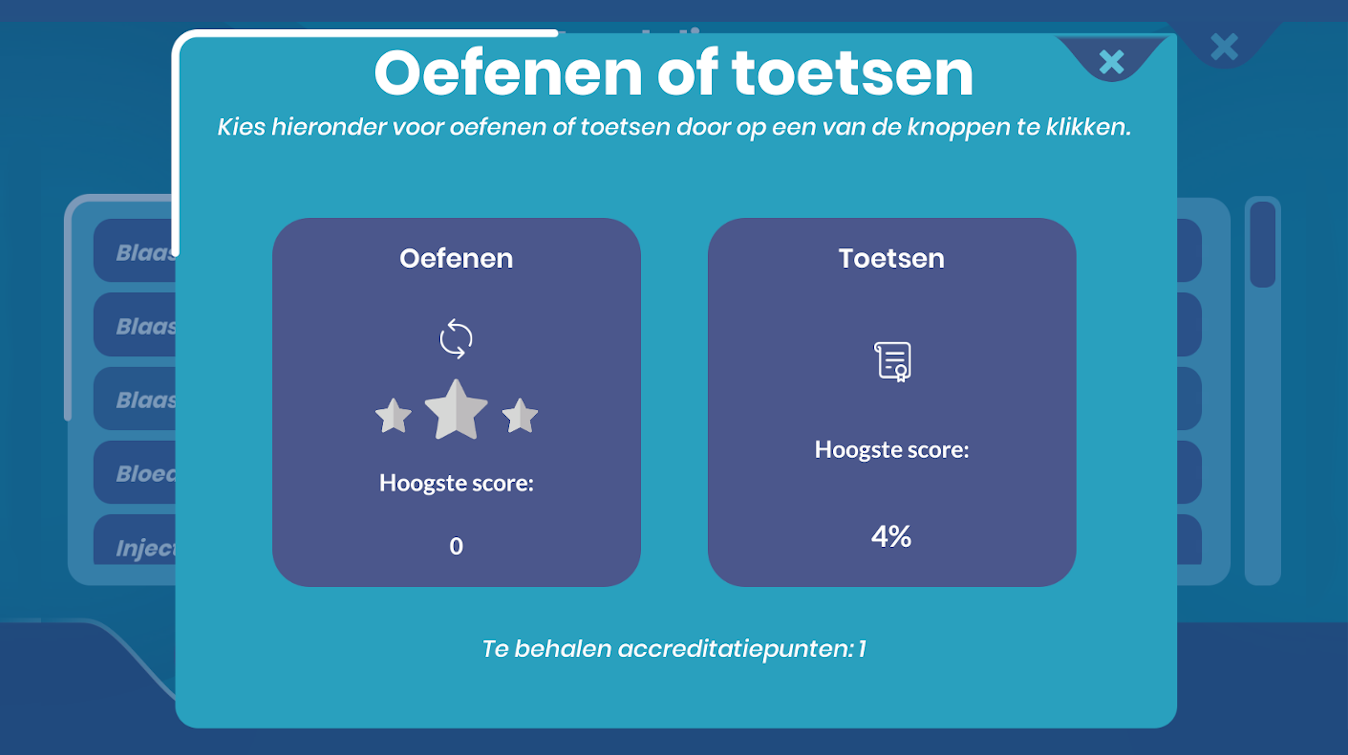 Oefenen of toetsen
Kies hieronder voor oefenen of toetsen door op een van de knoppen te klikken.
Oefenen
Hoogste score:
0
Toetsen
Hoogste score:
4%
Te behalen accreditatiepunten: 1
Blaas
Blaas
Blaas
Bloed
Inject